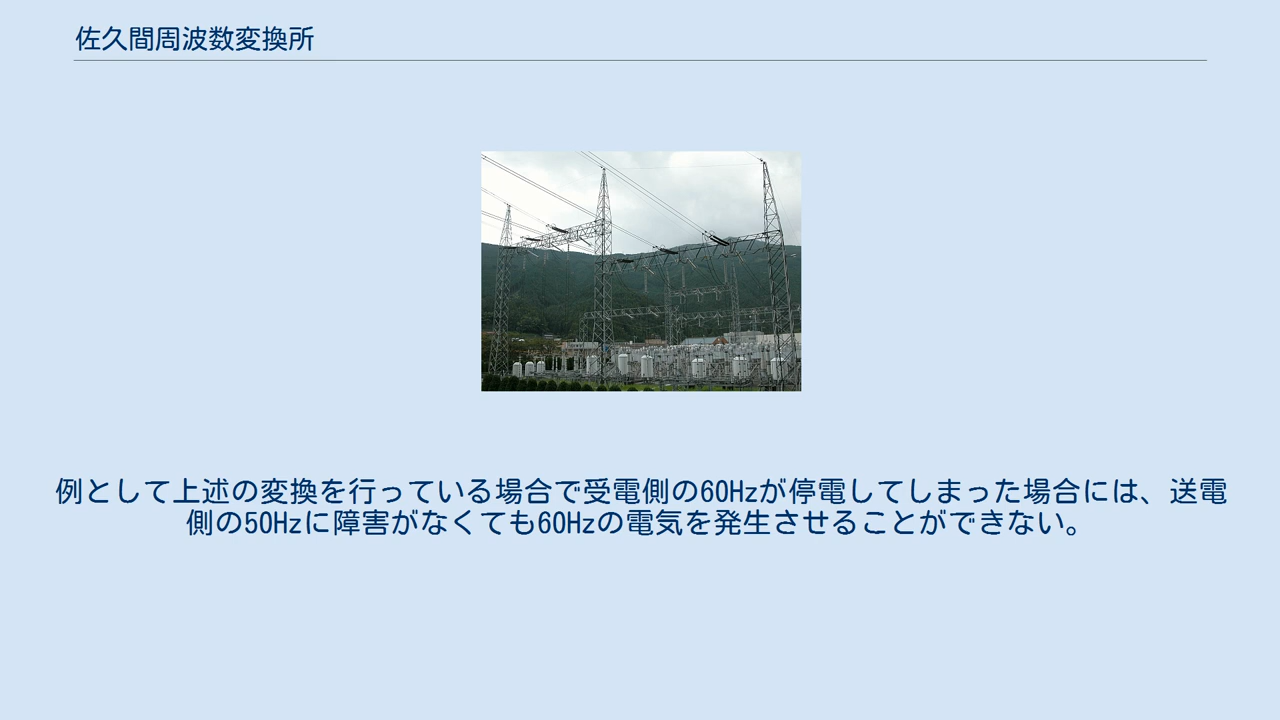 佐久間周波数変換所
例として上述の変換を行っている場合で受電側の60Hzが停電してしまった場合には、送電
側の50Hzに障害がなくても60Hzの電気を発生させることができない。